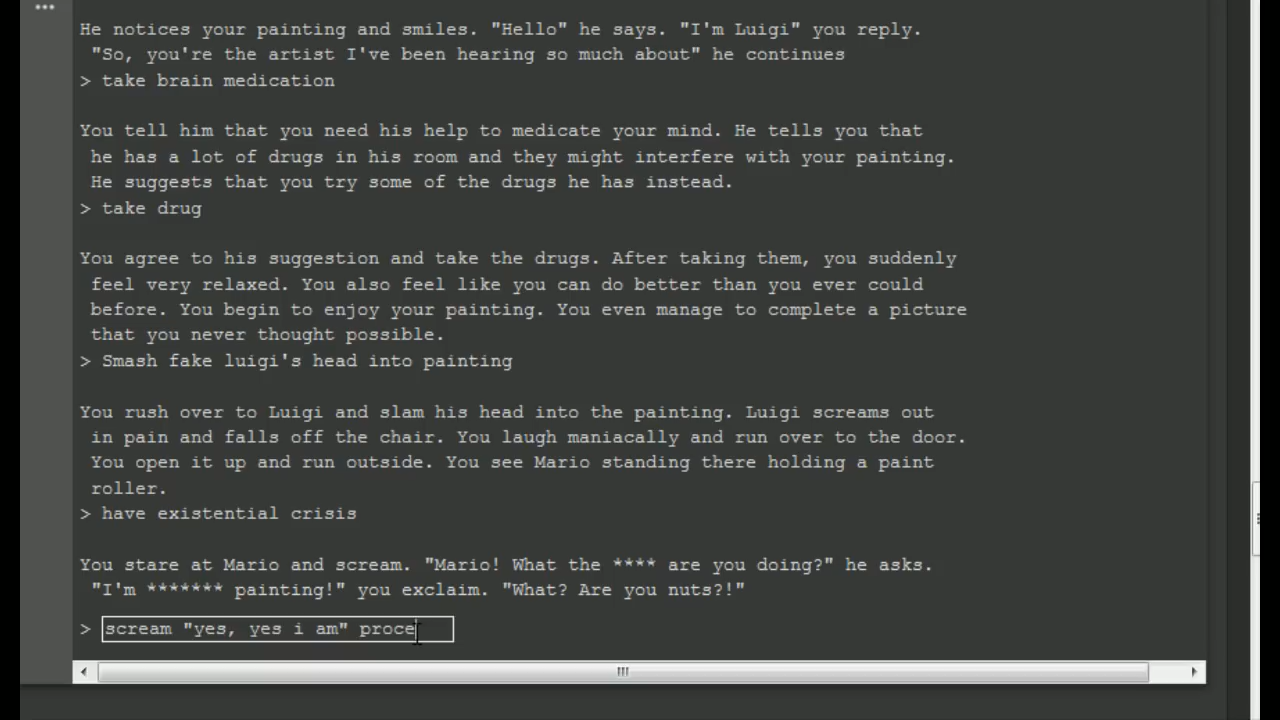 He notices your painting and smiles. "Hello" he says. "I'm Luigi" you reply.
"So, you're the artist I've been hearing so much about" he continues
> take brain medication
You tell him that you need his help to medicate your mind. He tells you that
he has a lot of drugs in his room and they might interfere with your painting.
He suggests that you try some of the drugs he has instead.
> take drug
You agree to his suggestion and take the drugs. After taking them, you suddenly
feel very relaxed. You also feel like you can do better than you ever could
before. You begin to enjoy your painting. You even manage to complete a picture
that you never thought possible.
> Smash fake luigi's head into painting
You rush over to Luigi and slam his head into the painting. Luigi screams out
in pain and falls off the chair. You laugh maniacally and run over to the door.
You open it up and run outside. You see Mario standing there holding a paint
roller.
> have existential crisis
You stare at Mario and scream. "Mario! What the **** are you doing?" he asks.
"I'm ******* painting!" you exclaim. "What? Are you nuts?!"
> scream "yes, yes i am" proce